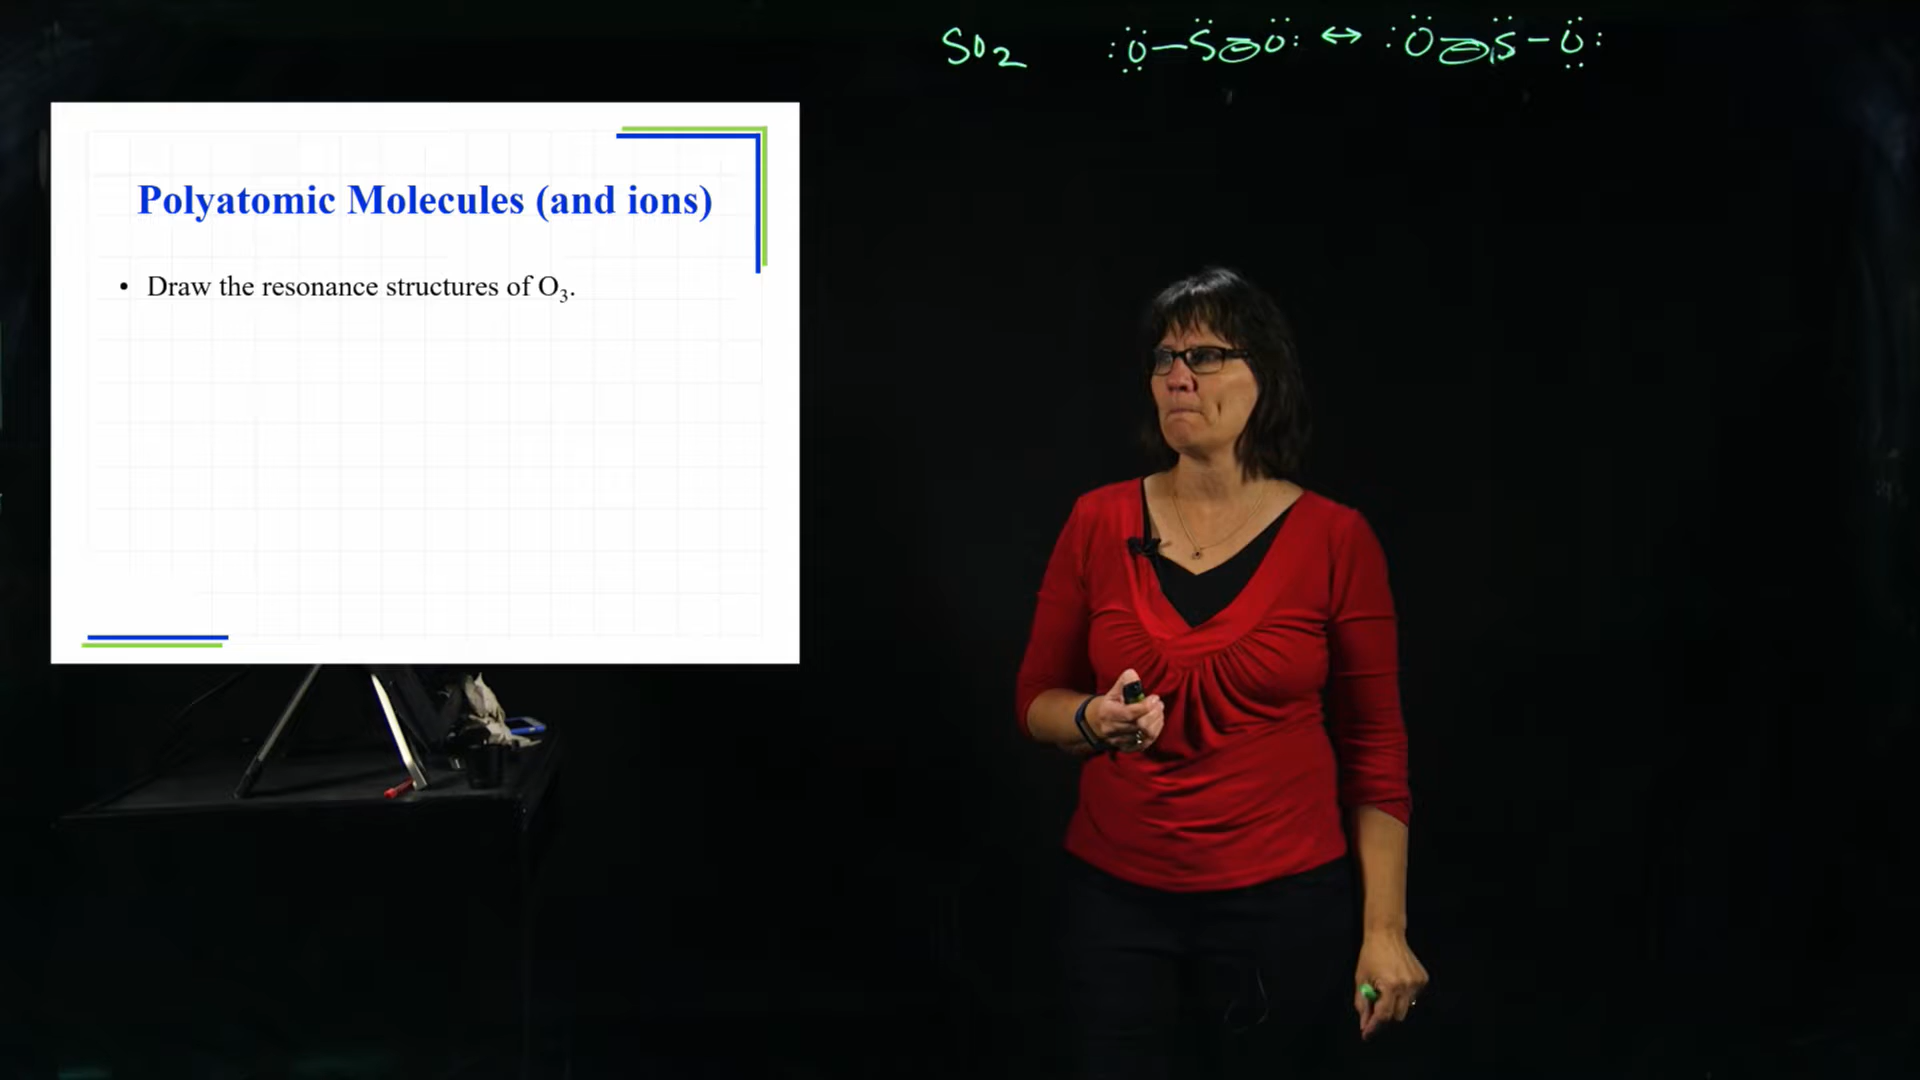 SO₂ :Ö—S̈=Ö: ↔ :Ö=S̈—Ö:
Polyatomic Molecules (and ions)
• Draw the resonance structures of O₃.